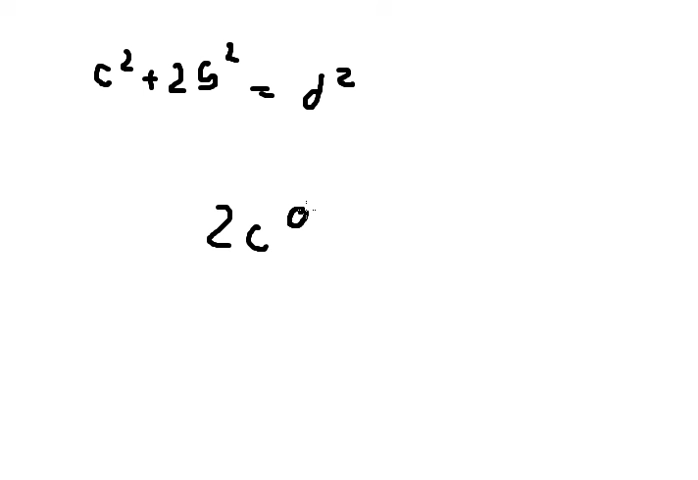 c² + 25² = d²
2c⁰